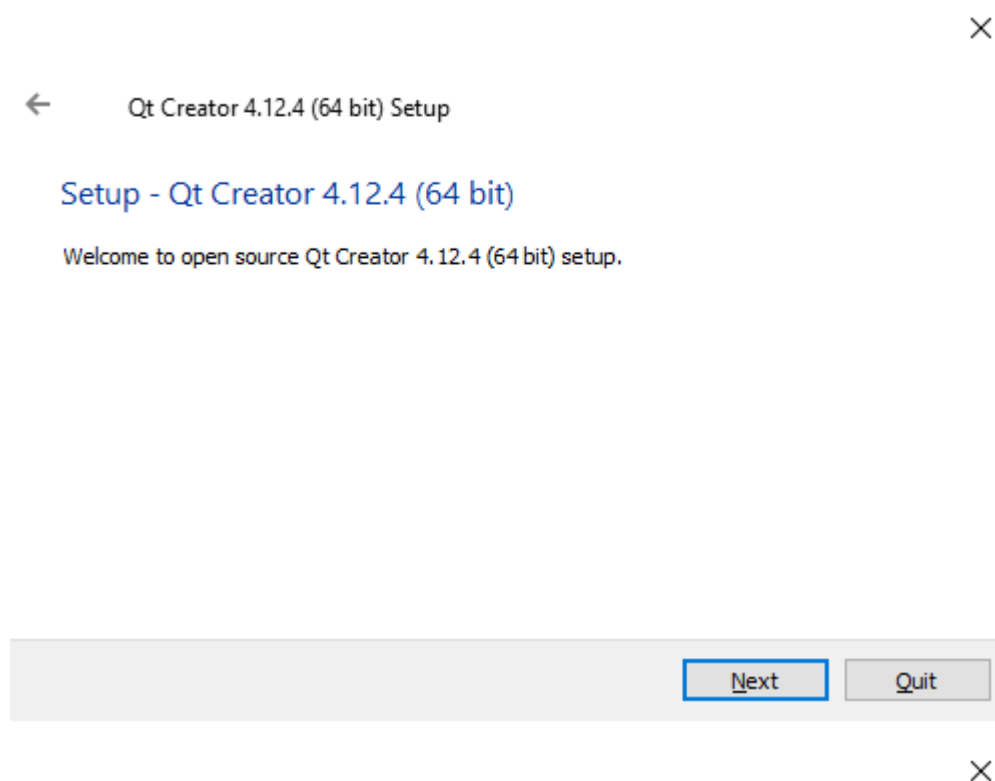 Qt Creator 4.12.4 (64 bit) Setup
Setup - Qt Creator 4.12.4 (64 bit)
Welcome to open source Qt Creator 4.12.4 (64 bit) setup.
Next Quit